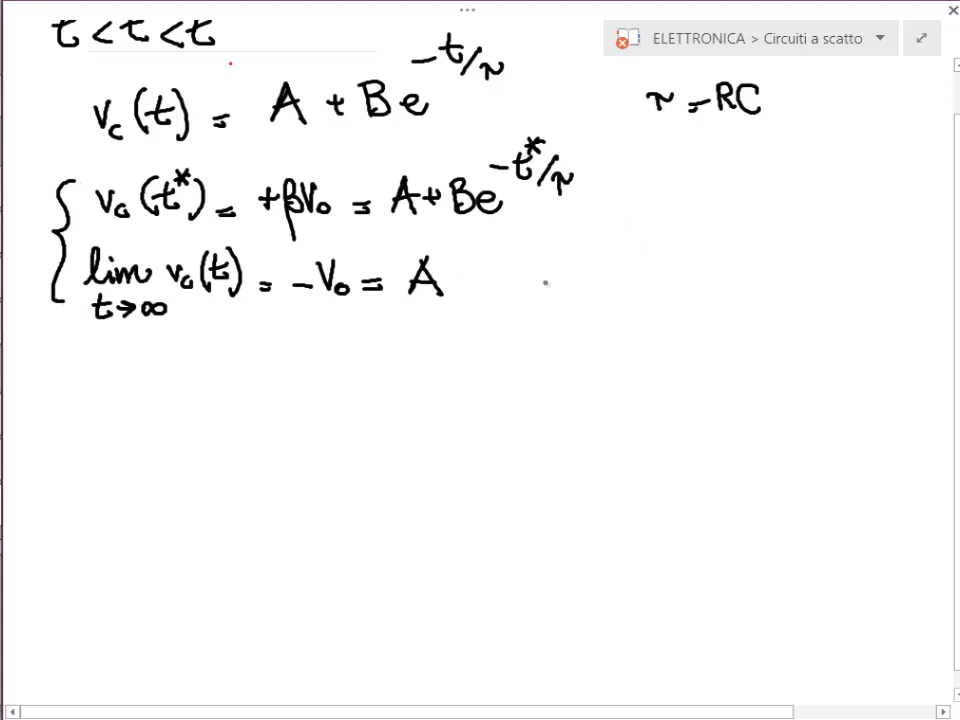 ELETTRONICA > Circuiti a scatto
t < t < t
v_c(t) = A + Be^{-t/τ}
τ = RC
v_c(t*) = +βV₀ = A + Be^{-t*/τ}
lim v_c(t) = -V₀ = A
t→∞